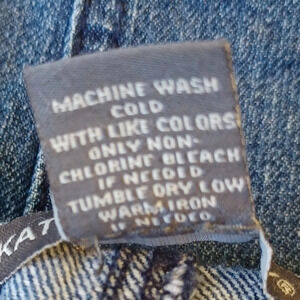 MACHINE WASH
COLD
WITH LIKE COLORS
ONLY NON-
CHLORINE BLEACH
IF NEEDED
TUMBLE DRY LOW
WARM IRON
IF NEEDED
KAT